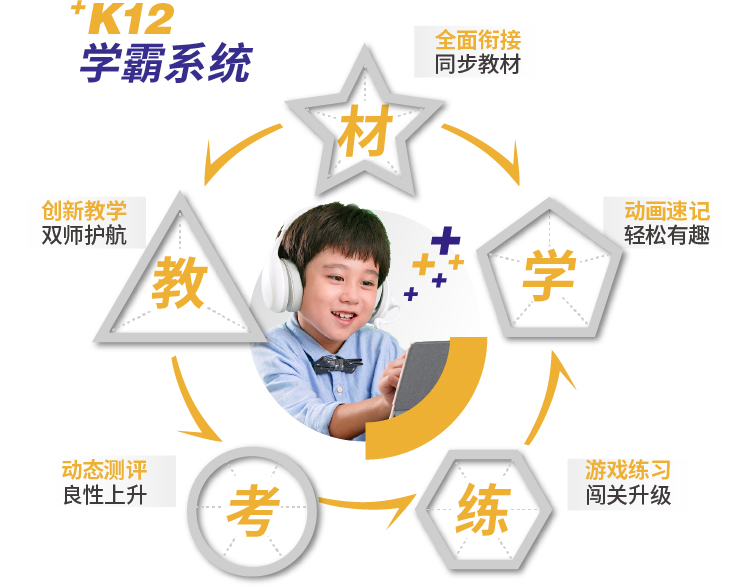 +K12
学霸系统
全面衔接
同步教材
材
创新教学
双师护航
教
动画速记
轻松有趣
学
动态测评
良性上升
考
游戏练习
闯关升级
练